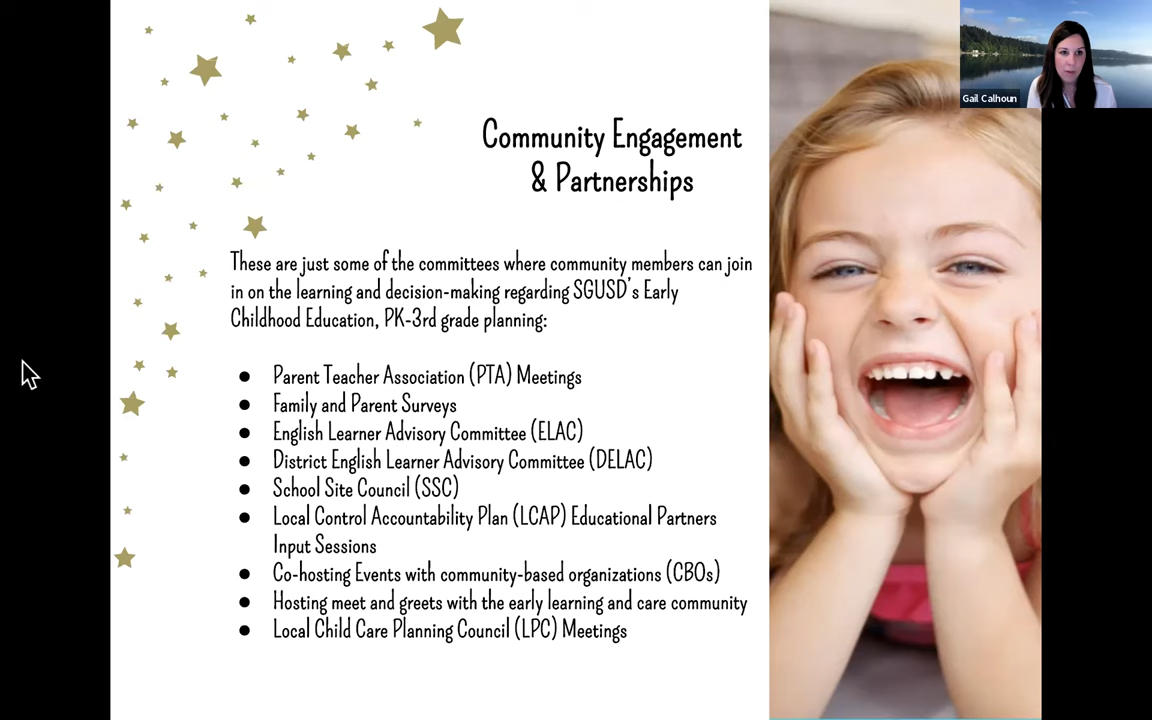 Gail Calhoun
Community Engagement
& Partnerships
These are just some of the committees where community members can join
in on the learning and decision-making regarding SGUSD's Early
Childhood Education, PK-3rd grade planning:
● Parent Teacher Association (PTA) Meetings
● Family and Parent Surveys
● English Learner Advisory Committee (ELAC)
● District English Learner Advisory Committee (DELAC)
● School Site Council (SSC)
● Local Control Accountability Plan (LCAP) Educational Partners
Input Sessions
● Co-hosting Events with community-based organizations (CBOs)
● Hosting meet and greets with the early learning and care community
● Local Child Care Planning Council (LPC) Meetings